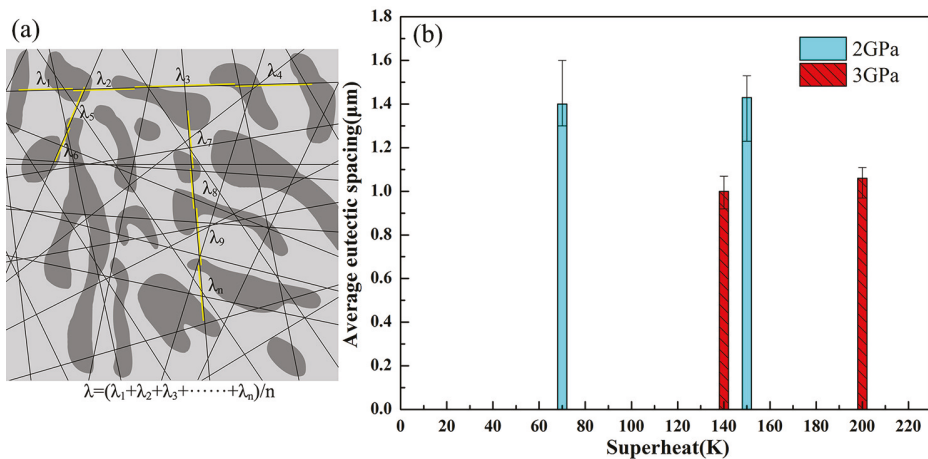 (a)
λ1 λ2 λ3 λ4
λ5
λ6
λ7
λ8
λ9
λn
λ=(λ1+λ2+λ3+······+λn)/n
(b)
2GPa
3GPa
Average eutectic spacing(μm)
1.8
1.6
1.4
1.2
1.0
0.8
0.6
0.4
0.2
0.0
0 20 40 60 80 100 120 140 160 180 200 220
Superheat(K)